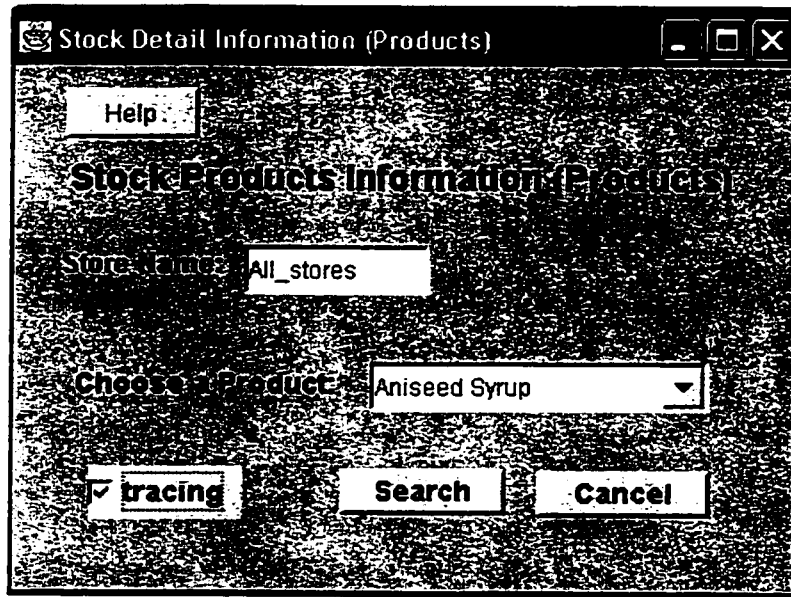 Stock Detail Information (Products)
Help
Stock Products Information (Products)
Store Name: All_stores
Choose a Product: Aniseed Syrup
tracing Search Cancel